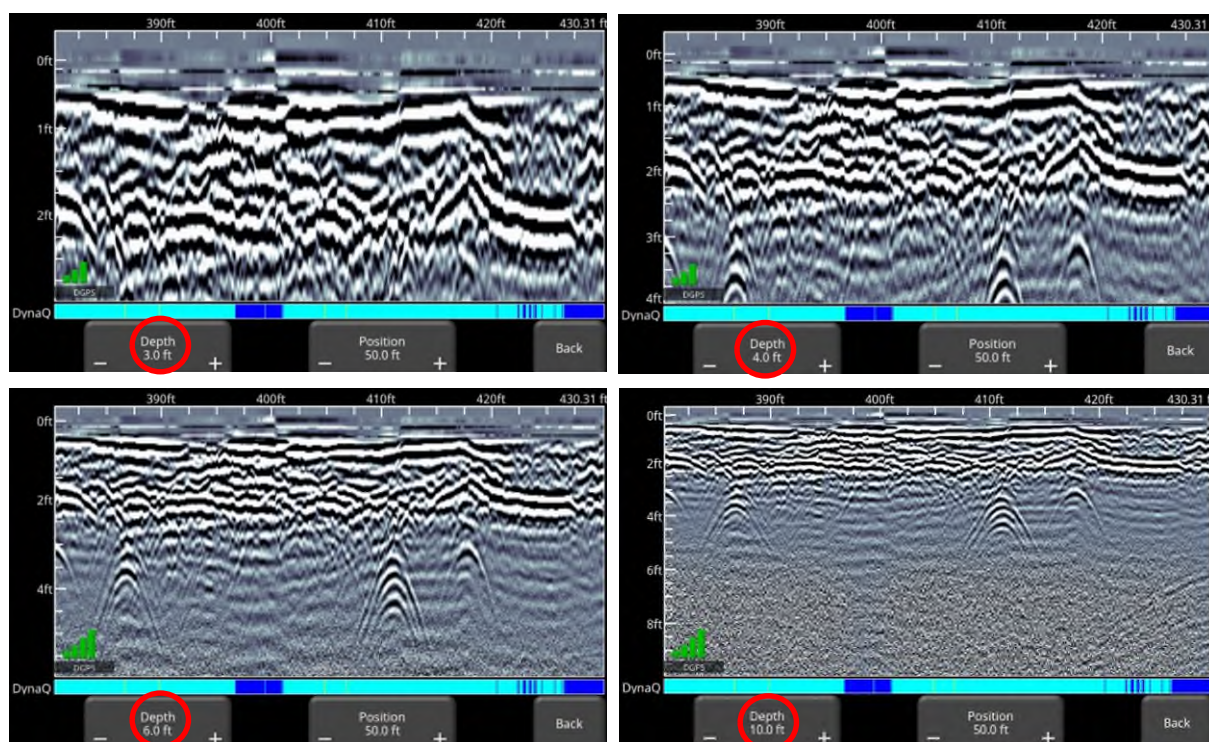 390ft 400ft 410ft 420ft 430.31 ft
0ft
1ft
2ft
DGPS
DynaQ
Depth
3.0 ft
Position
50.0 ft
Back
390ft 400ft 410ft 420ft 430.31
0ft
1ft
2ft
3ft
4ft
DGPS
DynaQ
Depth
4.0 ft
Position
50.0 ft
Back
390ft 400ft 410ft 420ft 430.31 ft
0ft
2ft
4ft
DGPS
DynaQ
Depth
6.0 ft
Position
50.0 ft
Back
390ft 400ft 410ft 420ft 430.31
0ft
2ft
4ft
6ft
8ft
DGPS
DynaQ
Depth
10.0 ft
Position
50.0 ft
Back